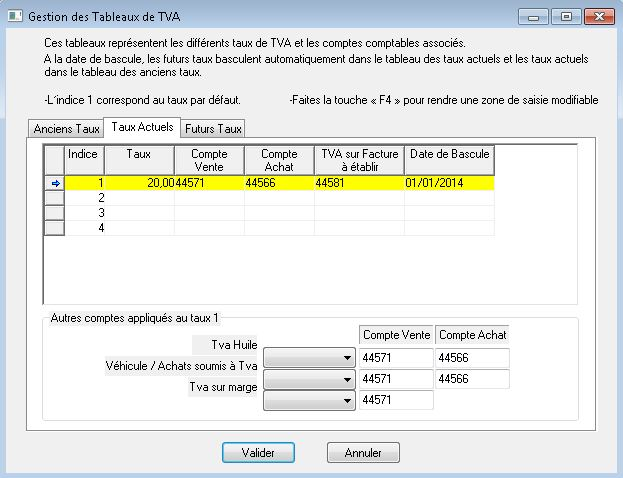 Gestion des Tableaux de TVA
Ces tableaux représentent les différents taux de TVA et les comptes comptables associés.
A la date de bascule, les futurs taux basculent automatiquement dans le tableau des taux actuels et les taux actuels
dans le tableau des anciens taux.
-L´indice 1 correspond au taux par défaut. -Faites la touche « F4 » pour rendre une zone de saisie modifiable
Anciens Taux Taux Actuels Futurs Taux
Indice Taux Compte Vente Compte Achat TVA sur Facture à établir Date de Bascule
1 20,00 44571 44566 44581 01/01/2014
2
3
4
Autres comptes appliqués au taux 1
Compte Vente Compte Achat
Tva Huile 44571 44566
Véhicule / Achats soumis à Tva 44571 44566
Tva sur marge 44571
Valider Annuler